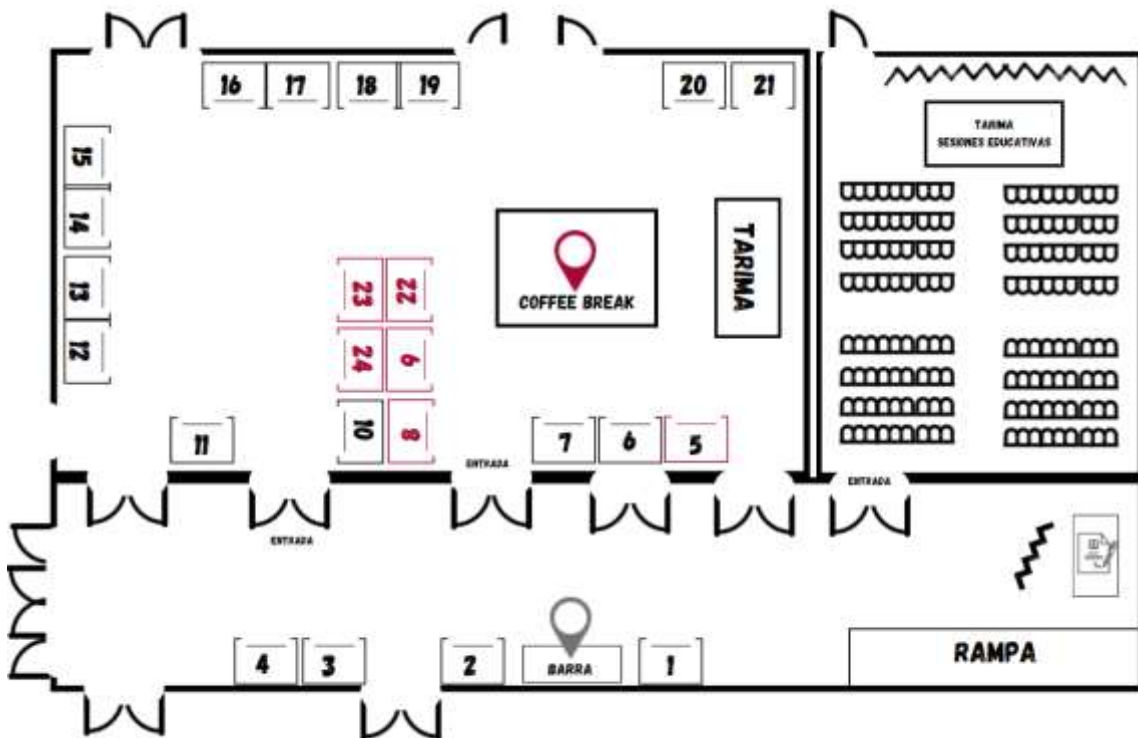 16 17 18 19 20 21
TARIMA
SESIONES EDUCATIVAS
15
14
13
12
TARIMA
COFFEE BREAK
23 22
24 9
10 8
11
7 6 5
ENTRADA
ENTRADA
ENTRADA
4 3 2
BARRA
1
RAMPA